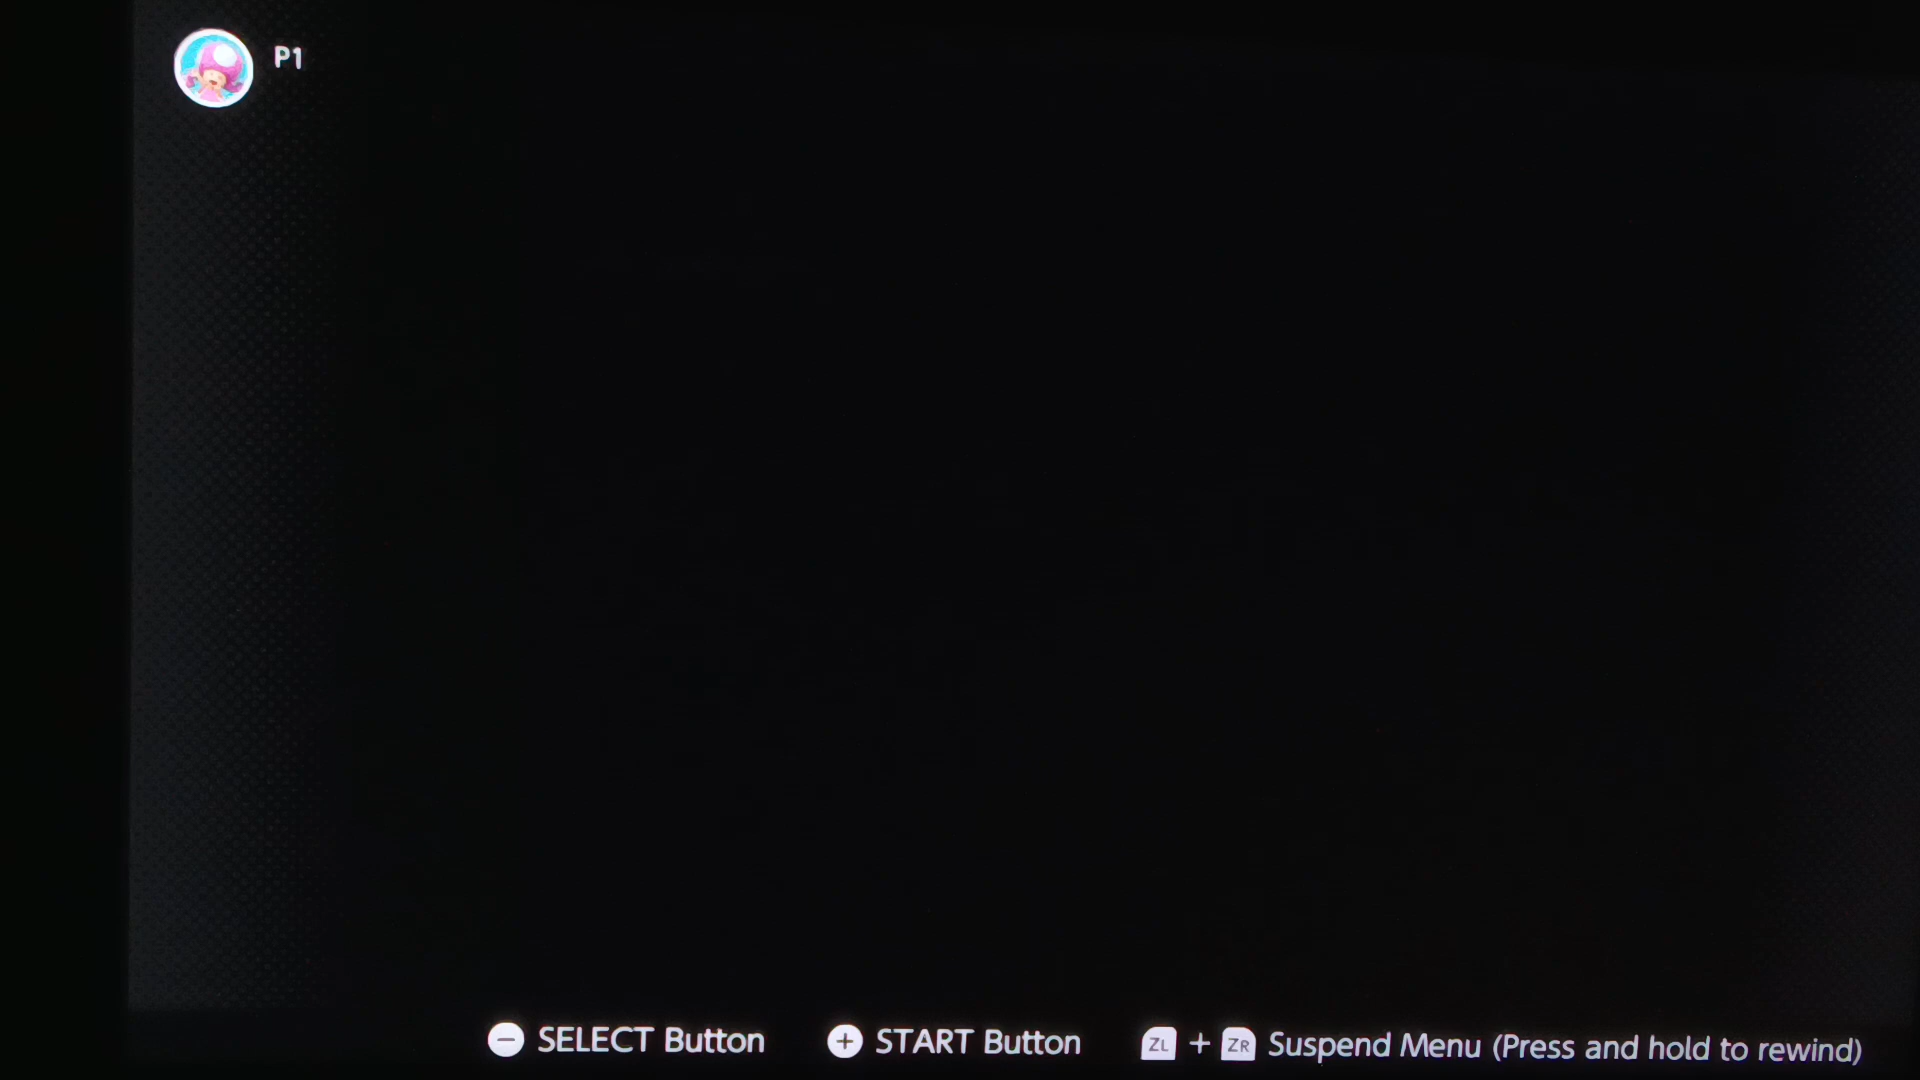 P1
SELECT Button START Button ZL + ZR Suspend Menu (Press and hold to rewind)